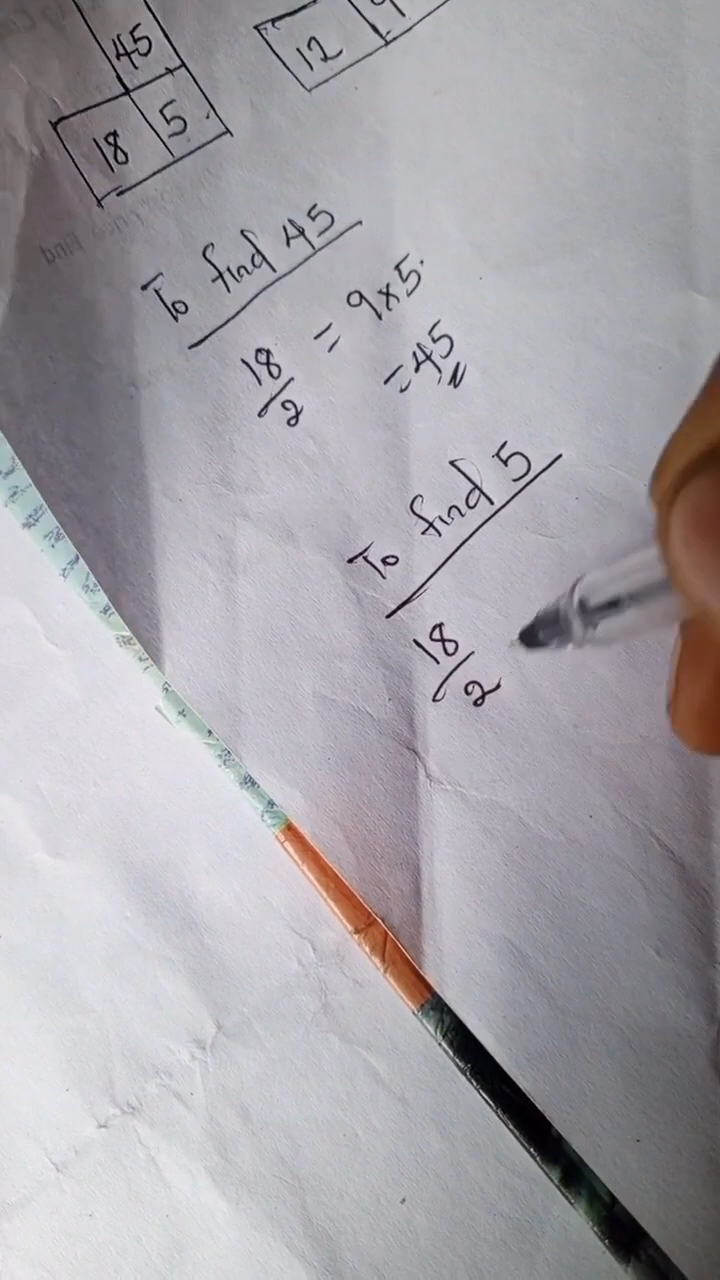 45
18 5
12
To find 45
18/2 = 9x5
= 45
To find 5
18/2